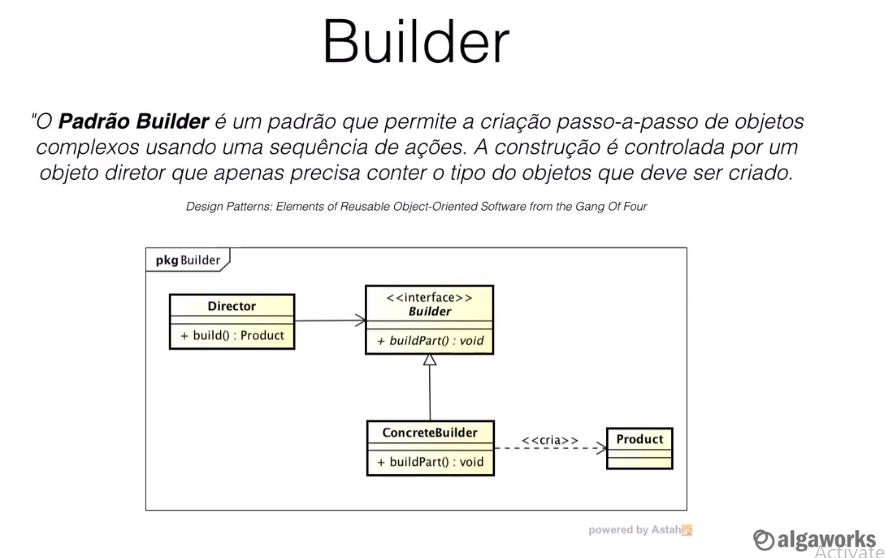 Builder
"O Padrão Builder é um padrão que permite a criação passo-a-passo de objetos
complexos usando uma sequência de ações. A construção é controlada por um
objeto diretor que apenas precisa conter o tipo do objetos que deve ser criado.
Design Patterns: Elements of Reusable Object-Oriented Software from the Gang Of Four
pkg Builder
Director
+ build() : Product
<<interface>>
Builder
+ buildPart() : void
ConcreteBuilder
+ buildPart() : void
<<cria>>
Product
powered by Astah
algaworks
Activate